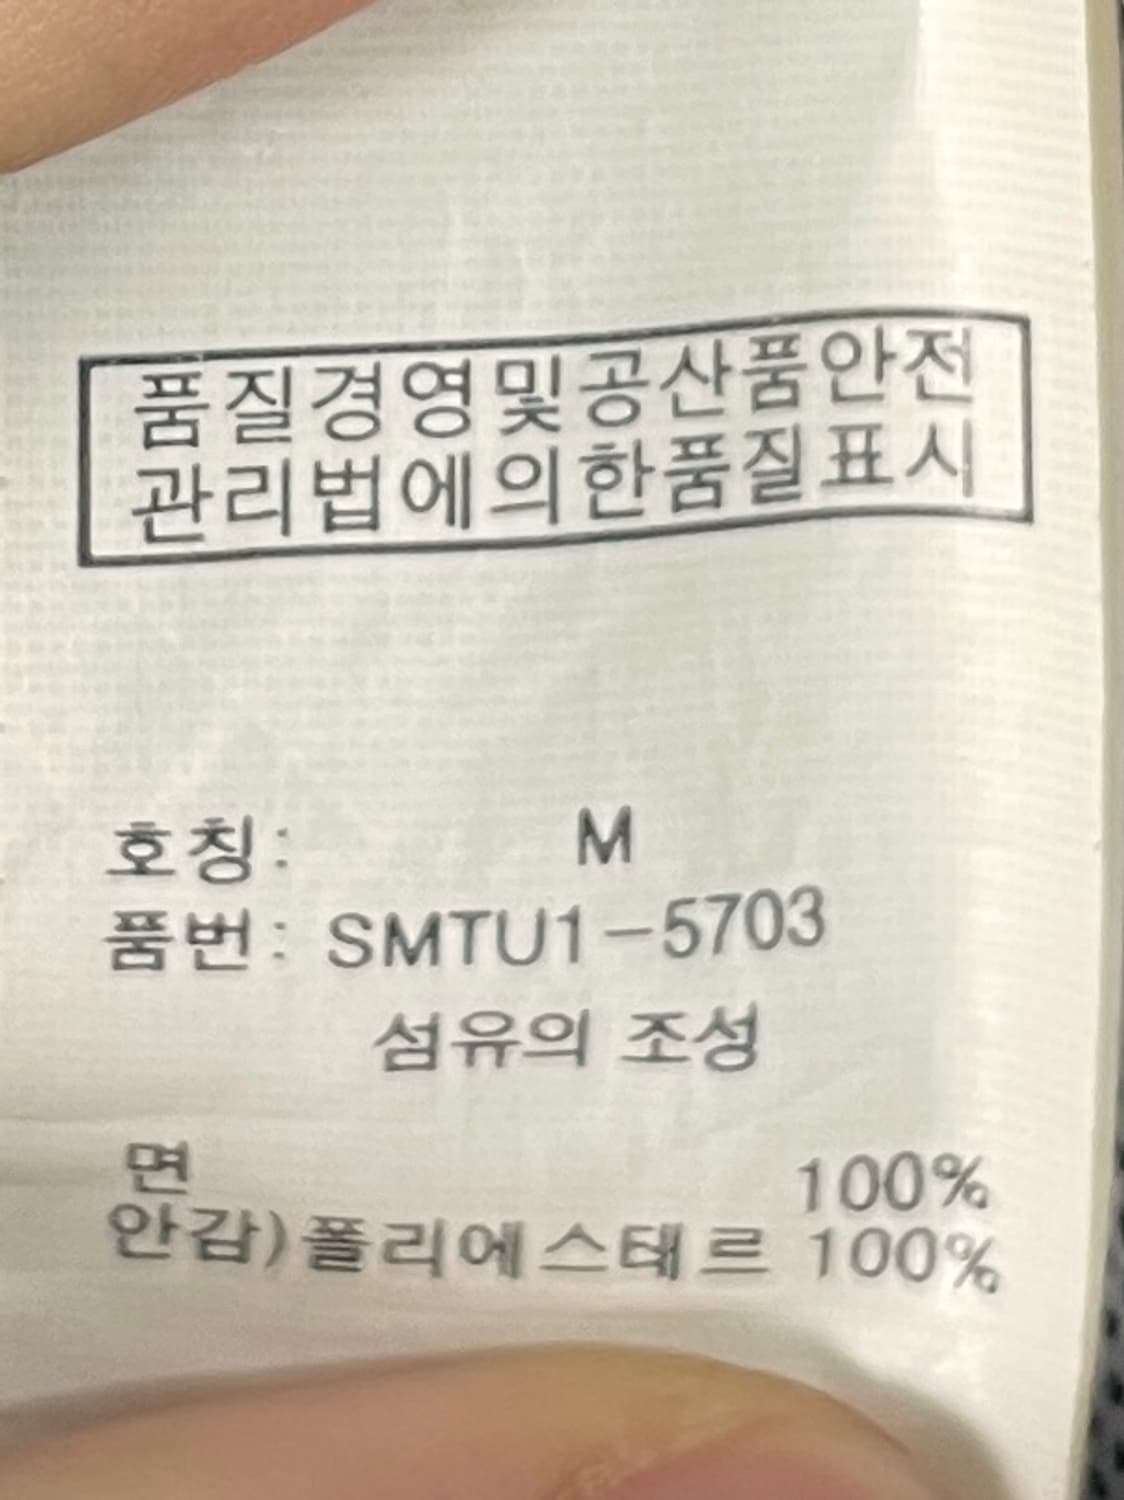 품질경영및공산품안전
관리법에의한품질표시
호칭: M
품번: SMTU1-5703
섬유의 조성
면 100%
안감)폴리에스테르 100%